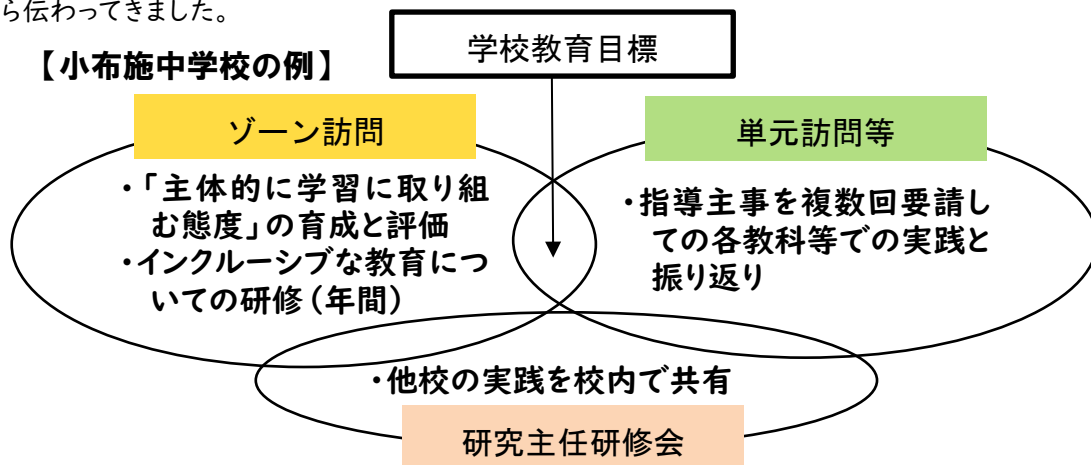 ら伝わってきました。
【小布施中学校の例】
学校教育目標
ゾーン訪問
単元訪問等
・「主体的に学習に取り組
む態度」の育成と評価
・インクルーシブな教育につ
いての研修(年間)
・指導主事を複数回要請し
ての各教科等での実践と
振り返り
・他校の実践を校内で共有
研究主任研修会